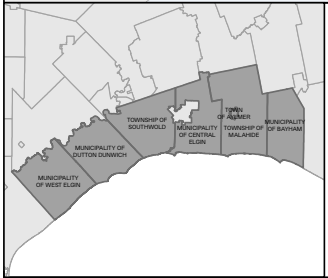 MUNICIPALITY
OF WEST ELGIN
MUNICIPALITY OF
DUTTON DUNWICH
TOWNSHIP OF
SOUTHWOLD
MUNICIPALITY
OF CENTRAL
ELGIN
TOWN
OF AYLMER
TOWNSHIP OF
MALAHIDE
MUNICIPALITY
OF BAYHAM